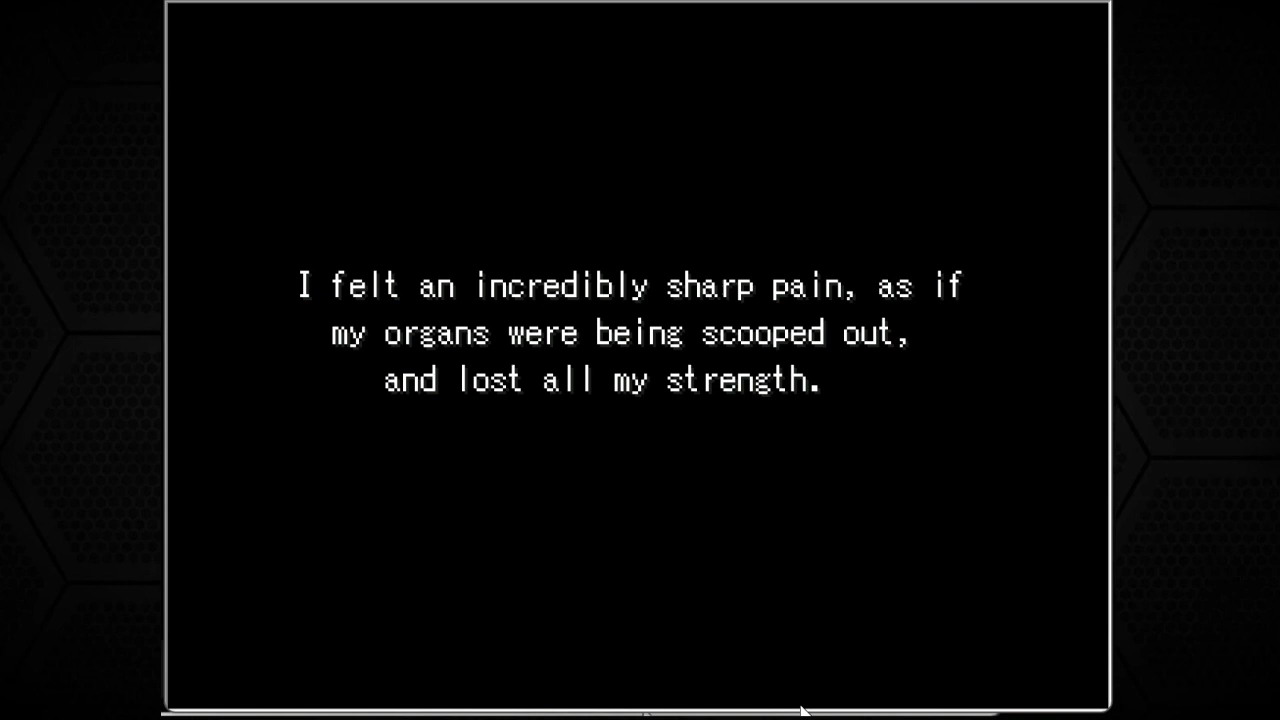 I felt an incredibly sharp pain, as if
my organs were being scooped out,
and lost all my strength.